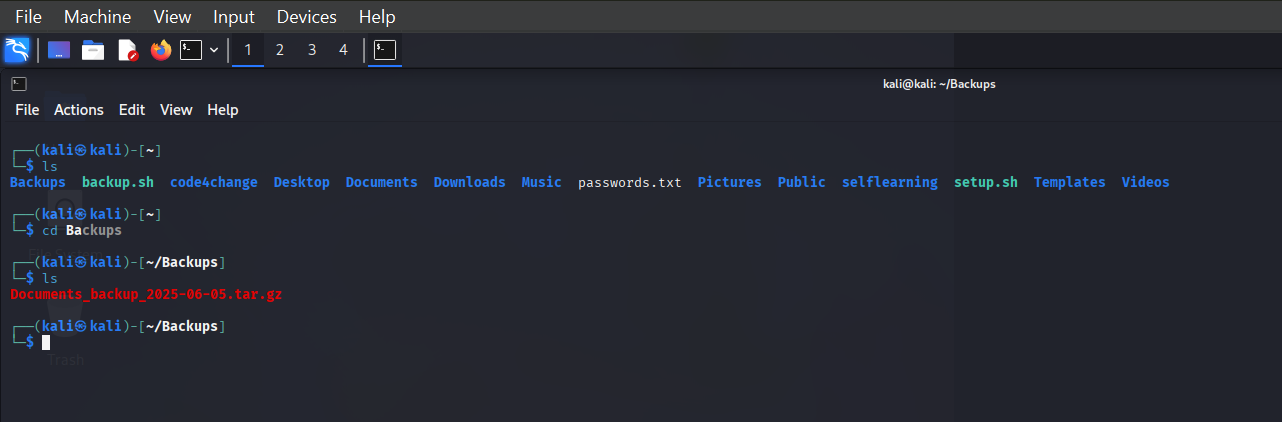 File Machine View Input Devices Help
1 2 3 4
kali@kali: ~/Backups
File Actions Edit View Help
┌──(kali㉿kali)-[~]
└─$ ls
Backups backup.sh code4change Desktop Documents Downloads Music passwords.txt Pictures Public selflearning setup.sh Templates Videos
┌──(kali㉿kali)-[~]
└─$ cd Backups
┌──(kali㉿kali)-[~/Backups]
└─$ ls
Documents_backup_2025-06-05.tar.gz
┌──(kali㉿kali)-[~/Backups]
└─$
Trash